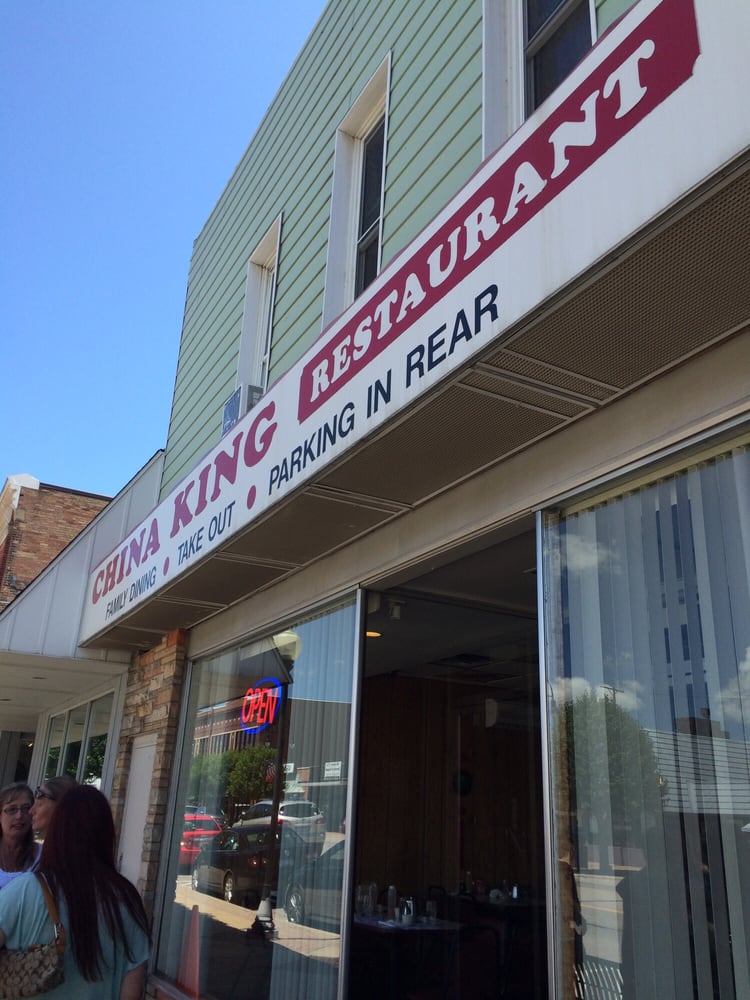 CHINA KING RESTAURANT
FAMILY DINING • TAKE OUT • PARKING IN REAR
OPEN